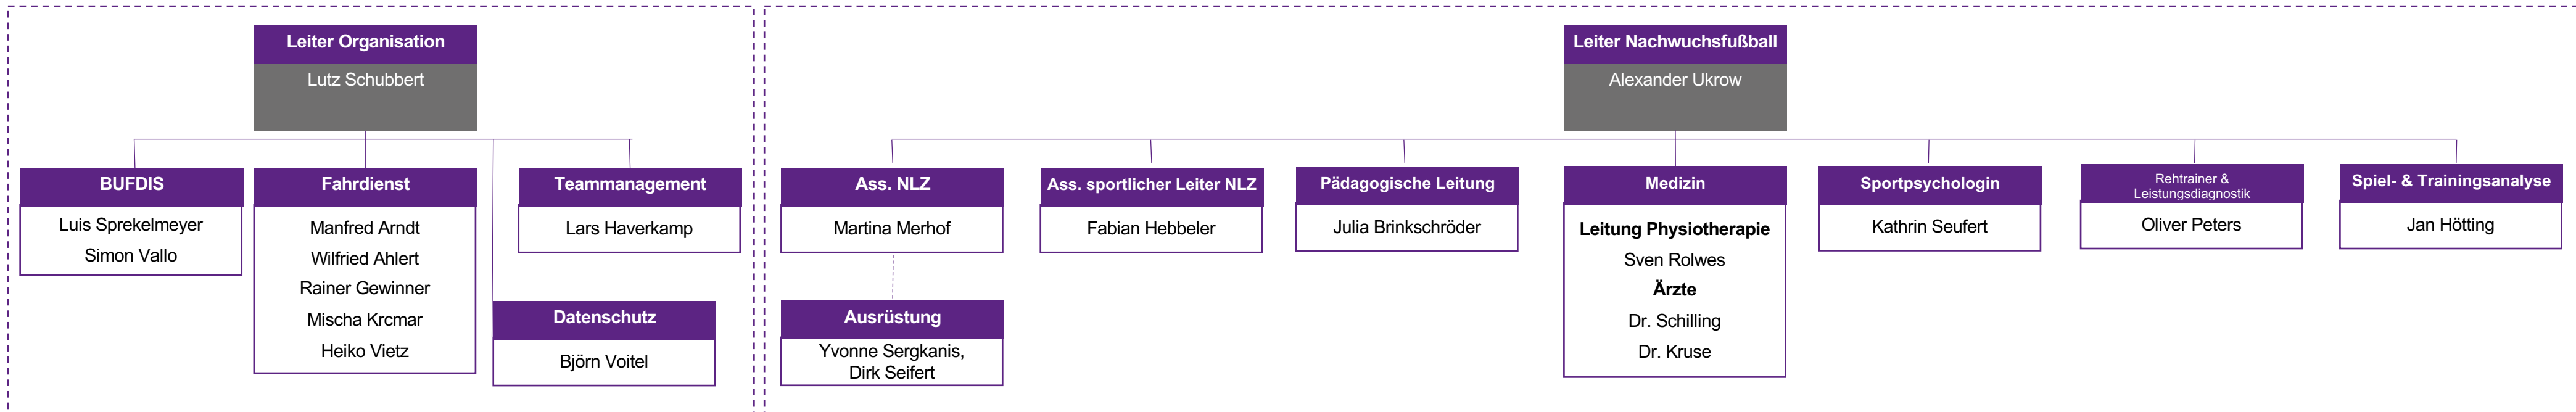 Leiter Organisation
Lutz Schubbert
BUFDIS
Luis Sprekelmeyer
Simon Vallo
Fahrdienst
Manfred Arndt
Wilfried Ahlert
Rainer Gewinner
Mischa Krcmar
Heiko Vietz
Teammanagement
Lars Haverkamp
Datenschutz
Björn Voitel
Leiter Nachwuchsfußball
Alexander Ukrow
Ass. NLZ
Martina Merhof
Ausrüstung
Yvonne Sergkanis,
Dirk Seifert
Ass. sportlicher Leiter NLZ
Fabian Hebbeler
Pädagogische Leitung
Julia Brinkschröder
Medizin
Leitung Physiotherapie
Sven Rolwes
Ärzte
Dr. Schilling
Dr. Kruse
Sportpsychologin
Kathrin Seufert
Rehtrainer &
Leistungsdiagnostik
Oliver Peters
Spiel- & Trainingsanalyse
Jan Hötting